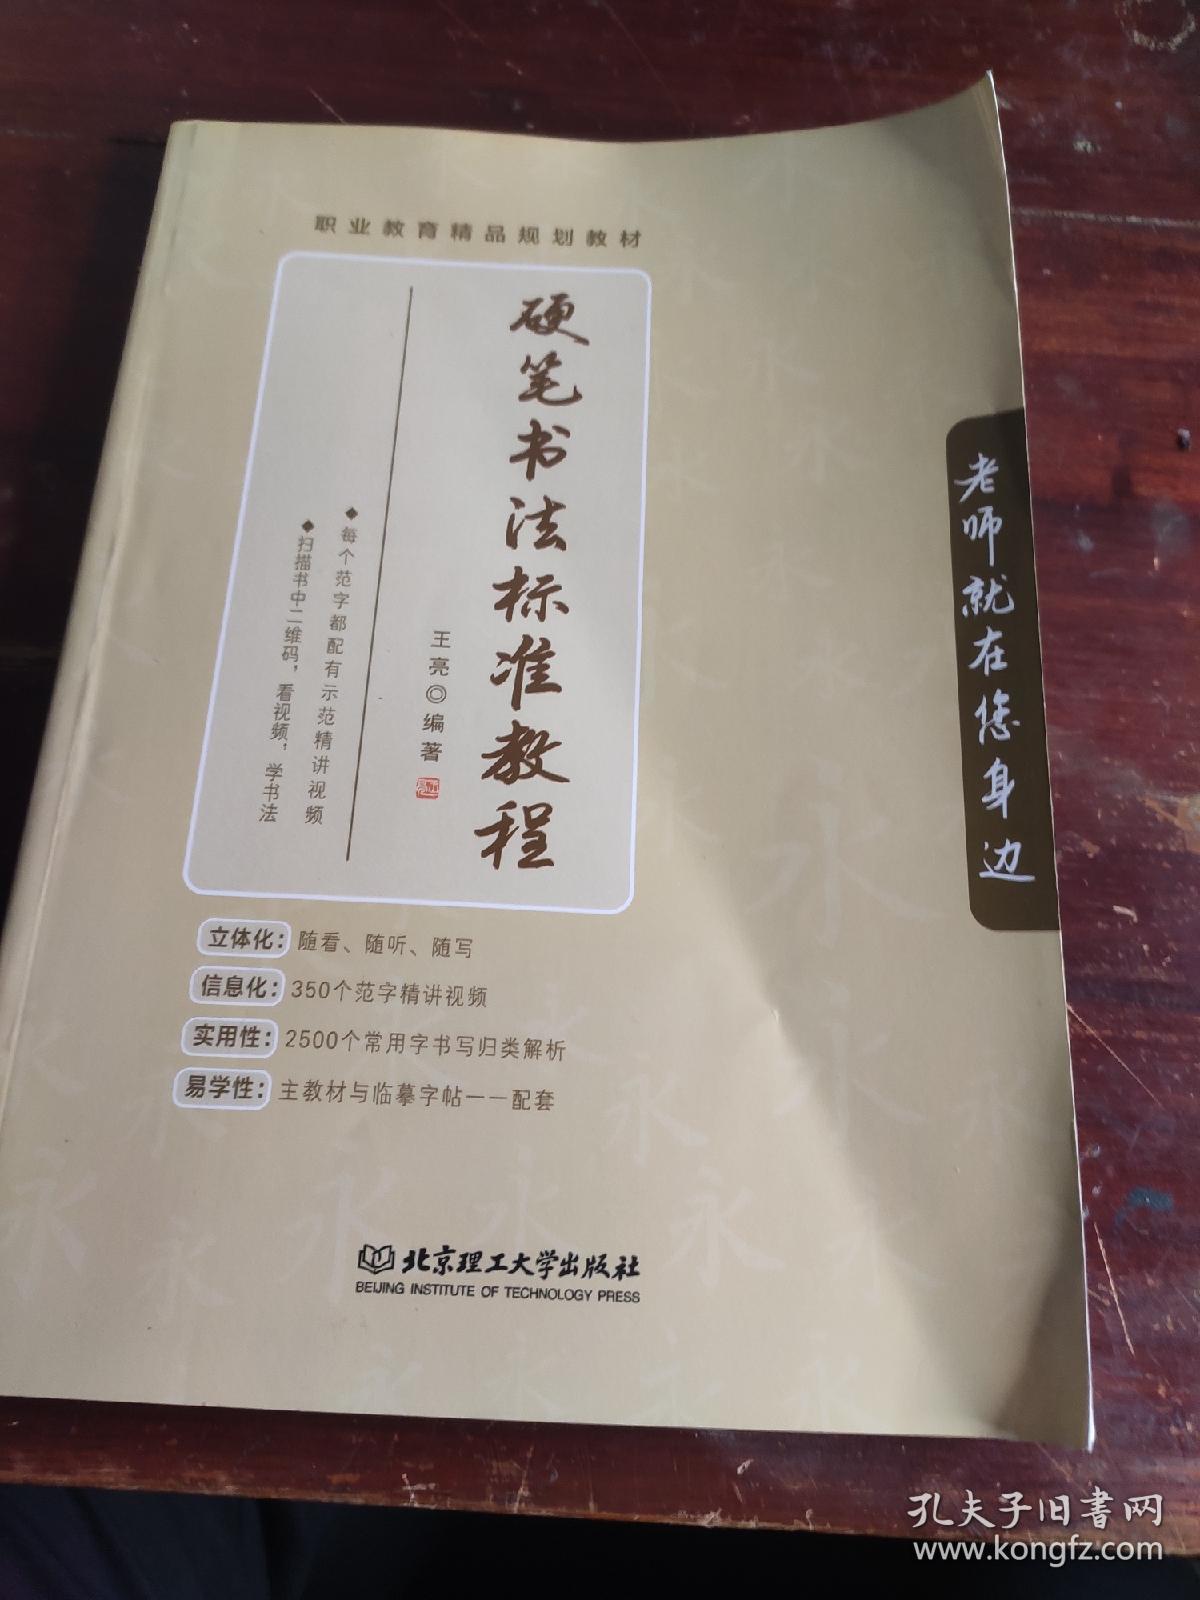 职业教育精品规划教材
硬笔书法标准教程
王亮◎编著
◆每个范字都配有示范精讲视频
◆扫描书中二维码，看视频，学书法
老师就在您身边
立体化：随看、随听、随写
信息化：350个范字精讲视频
实用性：2500个常用字书写归类解析
易学性：主教材与临摹字帖一一配套
北京理工大学出版社
BEIJING INSTITUTE OF TECHNOLOGY PRESS
孔夫子旧書网
www.kongfz.com